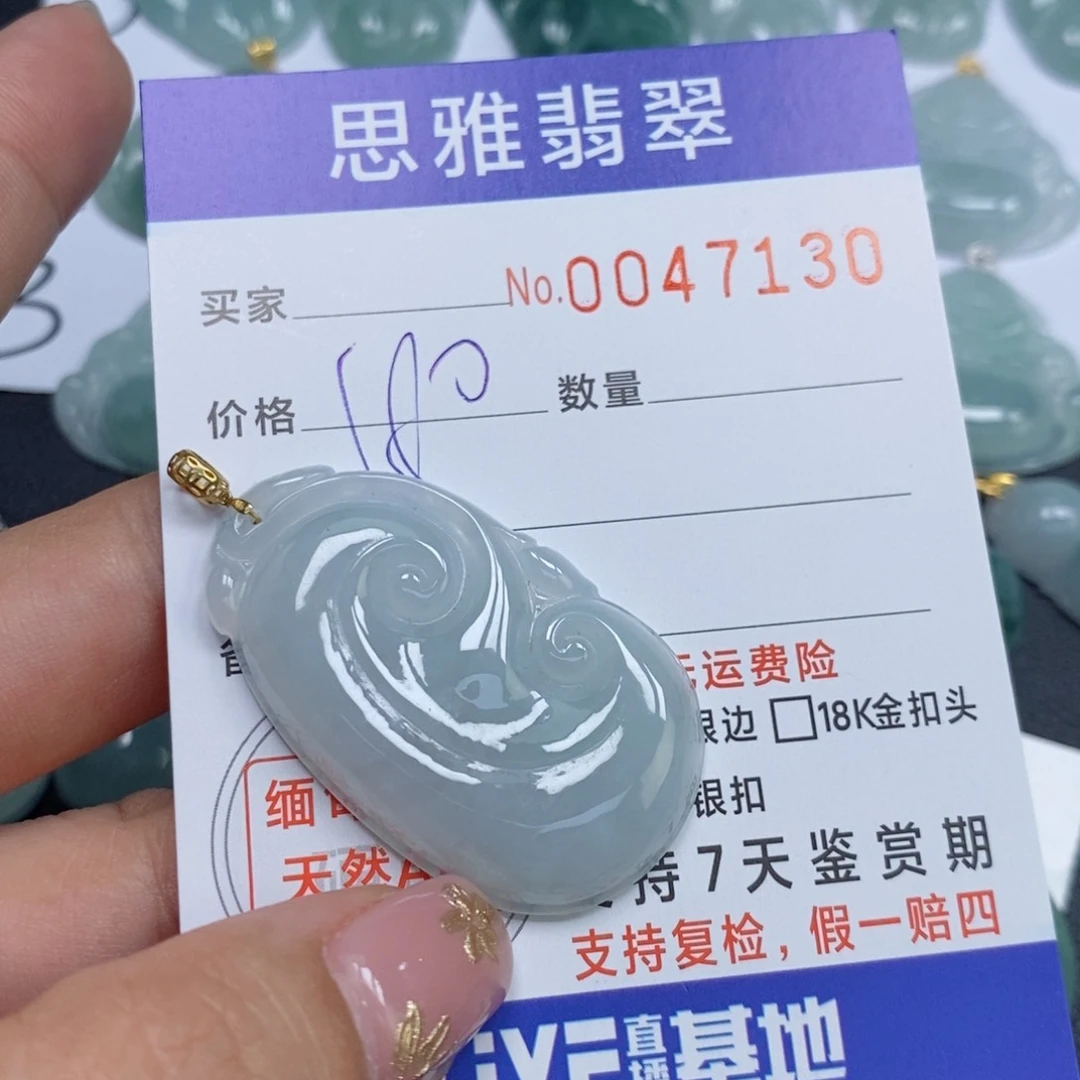 思雅翡翠
买家 No.0047130
价格 180 数量
运费险
银边 □18K金扣头
银扣
缅
天然A
持7天鉴赏期
支持复检，假一赔四
直播基地